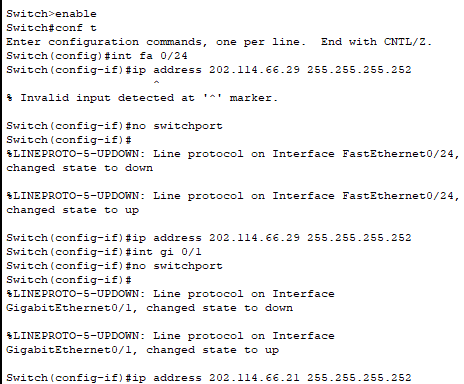 Switch>enable
Switch#conf t
Enter configuration commands, one per line.  End with CNTL/Z.
Switch(config)#int fa 0/24
Switch(config-if)#ip address 202.114.66.29 255.255.255.252
^
% Invalid input detected at '^' marker.
Switch(config-if)#no switchport
Switch(config-if)#
%LINEPROTO-5-UPDOWN: Line protocol on Interface FastEthernet0/24,
changed state to down
%LINEPROTO-5-UPDOWN: Line protocol on Interface FastEthernet0/24,
changed state to up
Switch(config-if)#ip address 202.114.66.29 255.255.255.252
Switch(config-if)#int gi 0/1
Switch(config-if)#no switchport
Switch(config-if)#
%LINEPROTO-5-UPDOWN: Line protocol on Interface
GigabitEthernet0/1, changed state to down
%LINEPROTO-5-UPDOWN: Line protocol on Interface
GigabitEthernet0/1, changed state to up
Switch(config-if)#ip address 202.114.66.21 255.255.255.252